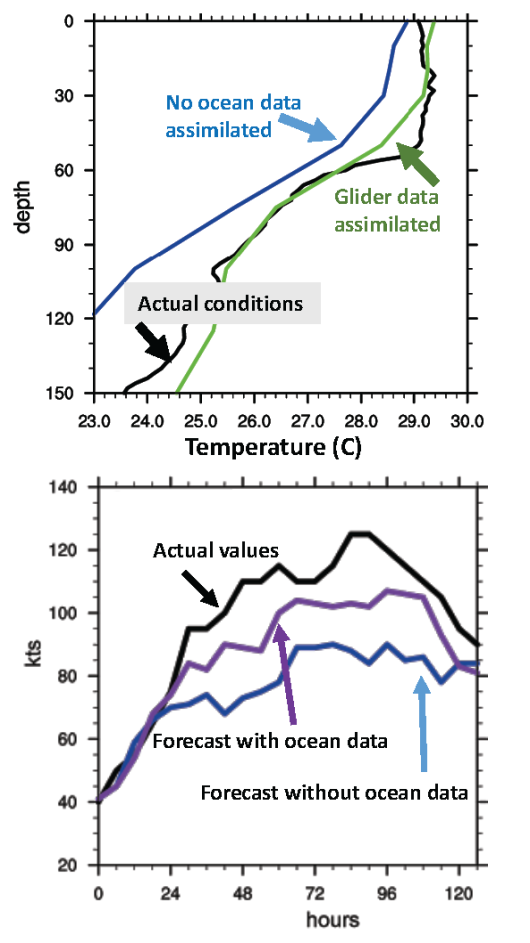 0
30
60
90
120
150
depth
No ocean data
assimilated
Glider data
assimilated
Actual conditions
23.0 24.0 25.0 26.0 27.0 28.0 29.0 30.0
Temperature (C)
140
120
100
80
60
40
20
kts
Actual values
Forecast with ocean data
Forecast without ocean data
0 24 48 72 96 120
hours